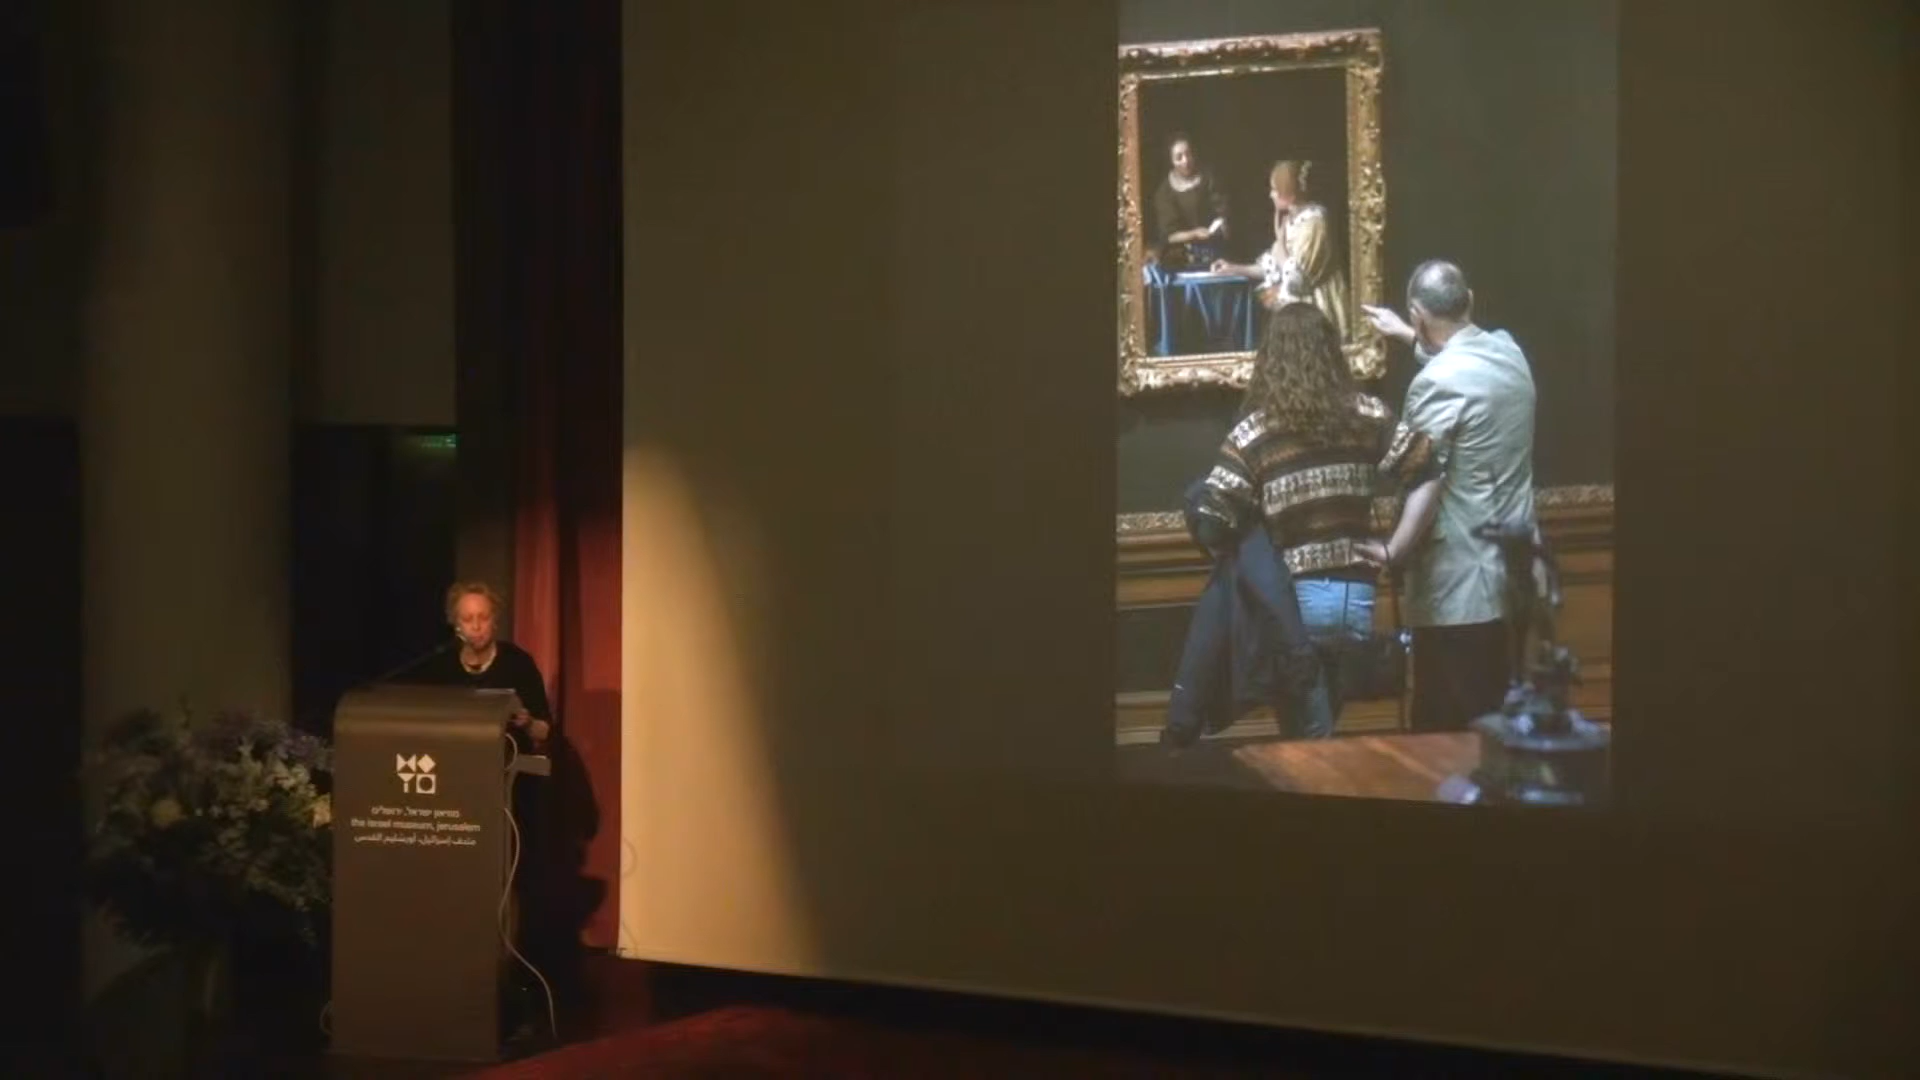 מוזיאון ישראל, ירושלים
the israel museum, jerusalem
متحف إسرائيل، أورشليم القدس